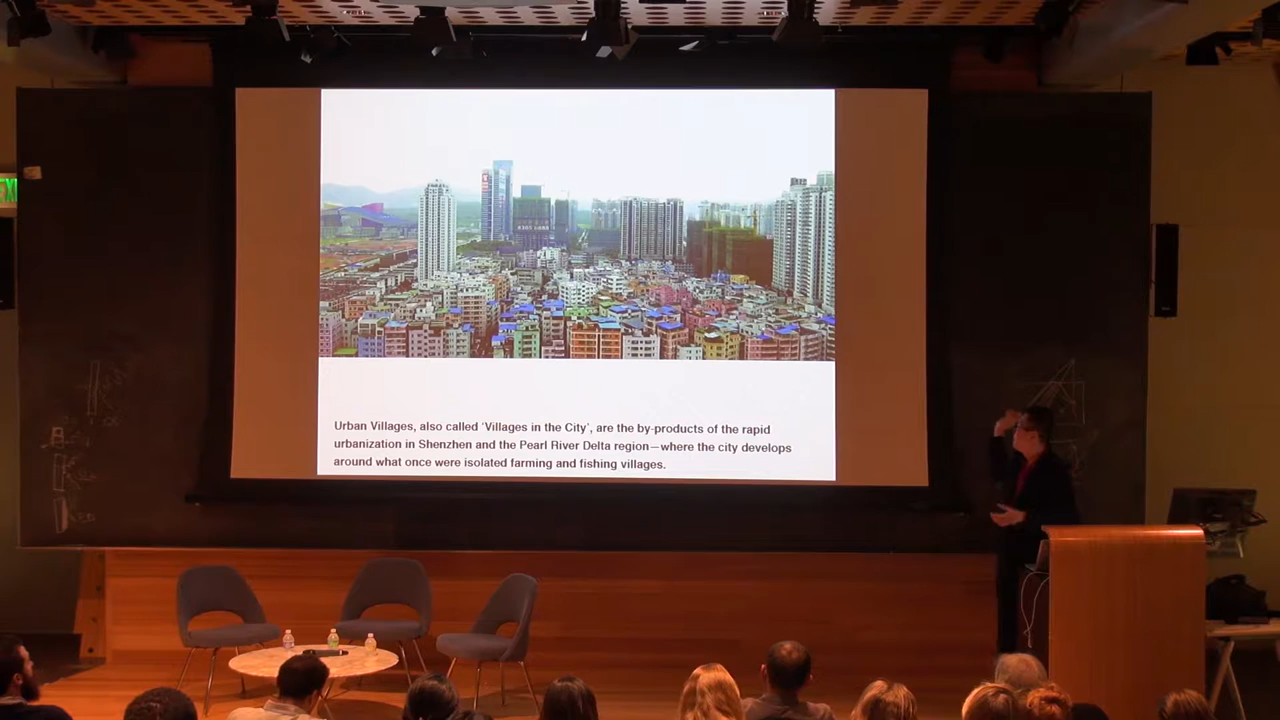 EX
Urban Villages, also called 'Villages in the City', are the by-products of the rapid
urbanization in Shenzhen and the Pearl River Delta region—where the city develops
around what once were isolated farming and fishing villages.